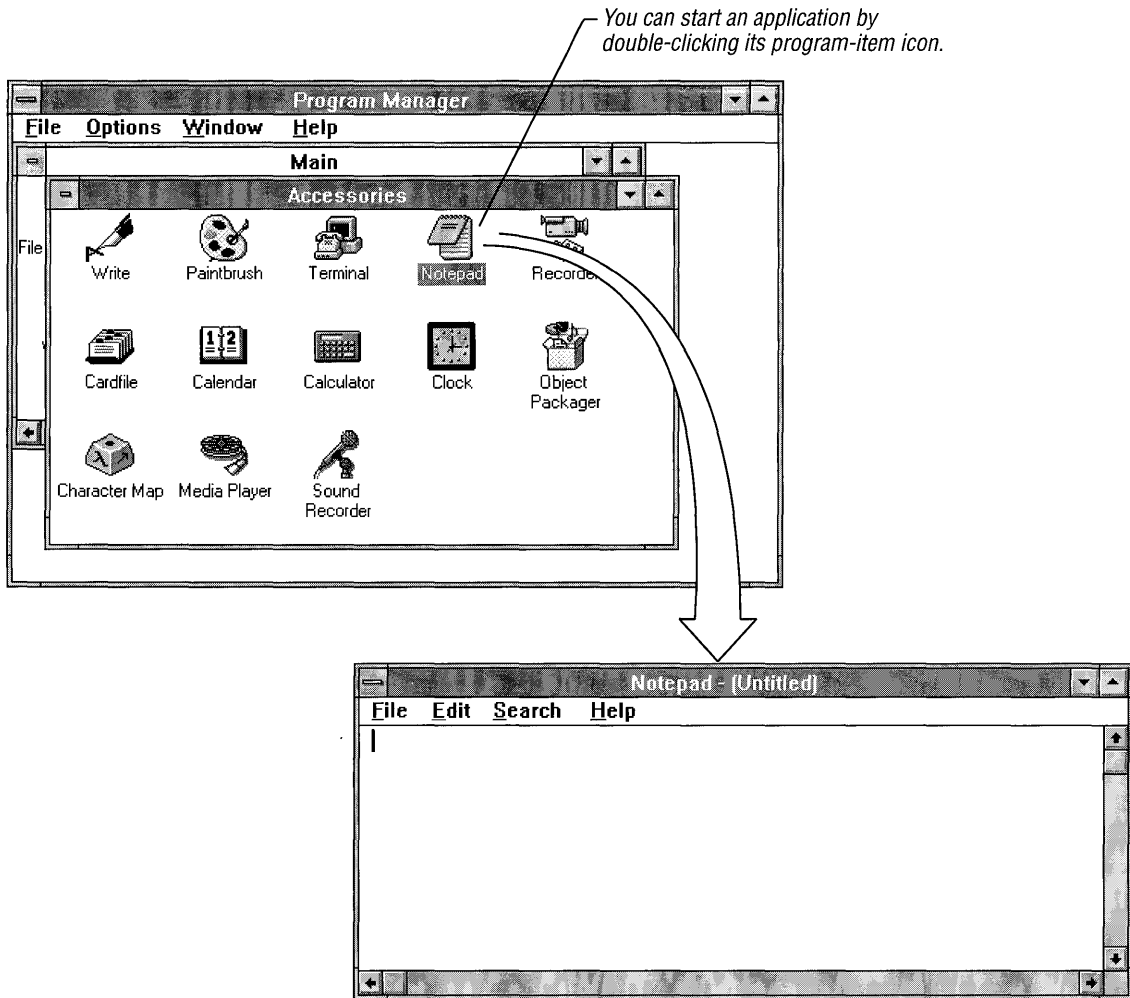 You can start an application by
double-clicking its program-item icon.
Program Manager
File Options Window Help
Main
Accessories
File
Write Paintbrush Terminal Notepad Recorder
Cardfile Calendar Calculator Clock Object
Packager
1 2
Character Map Media Player Sound
Recorder
Notepad - (Untitled)
File Edit Search Help